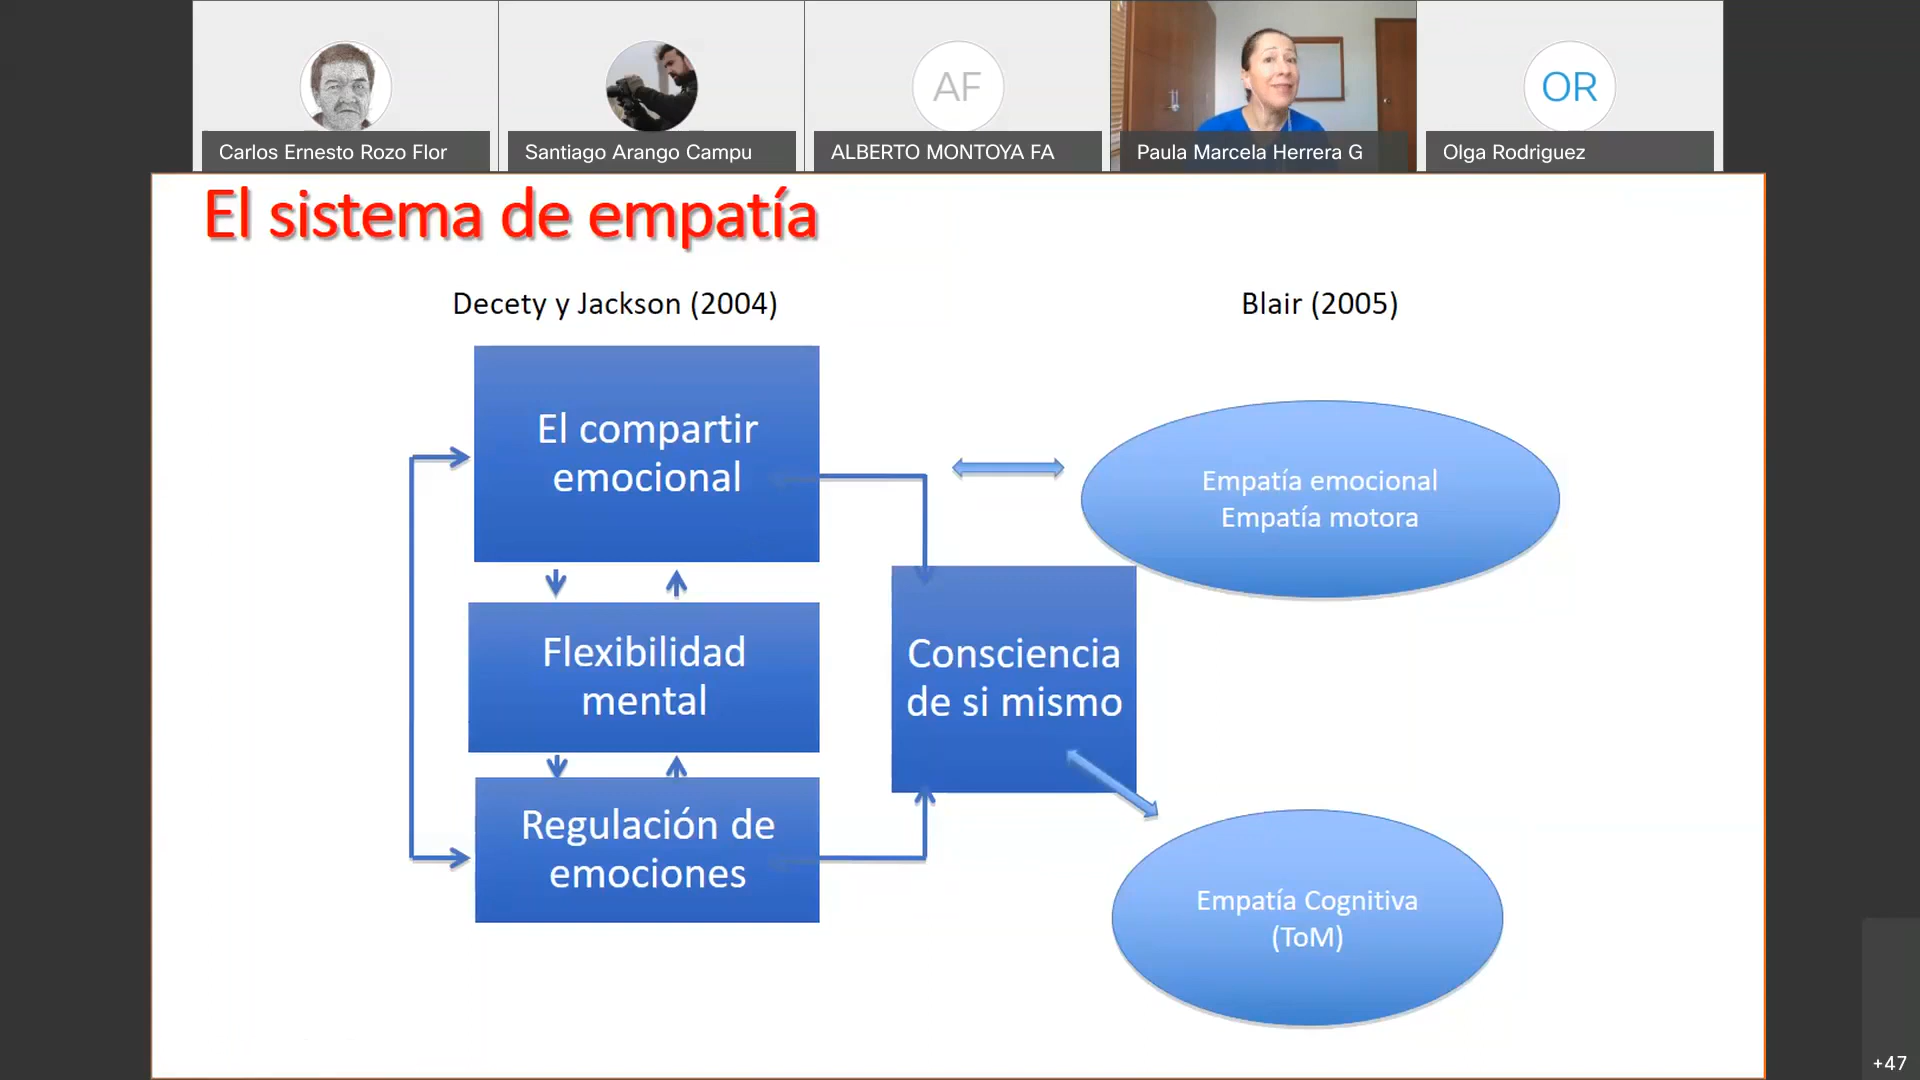 AF
OR
Carlos Ernesto Rozo Flor
Santiago Arango Campu
ALBERTO MONTOYA FA
Paula Marcela Herrera G
Olga Rodriguez
El sistema de empatía
Decety y Jackson (2004)
Blair (2005)
El compartir
emocional
Empatía emocional
Empatía motora
Flexibilidad
mental
Consciencia
de si mismo
Regulación de
emociones
Empatía Cognitiva
(ToM)
+47